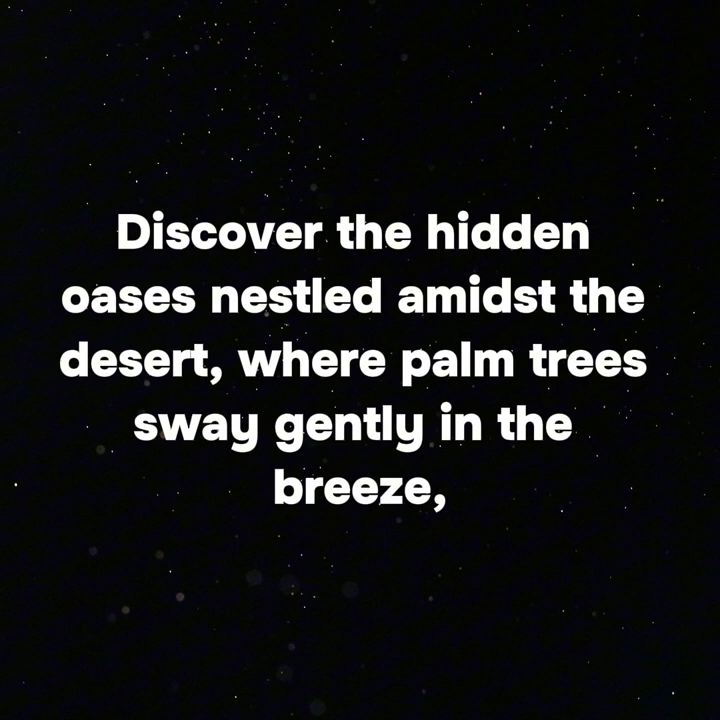 Discover the hidden
oases nestled amidst the
desert, where palm trees
sway gently in the
breeze,